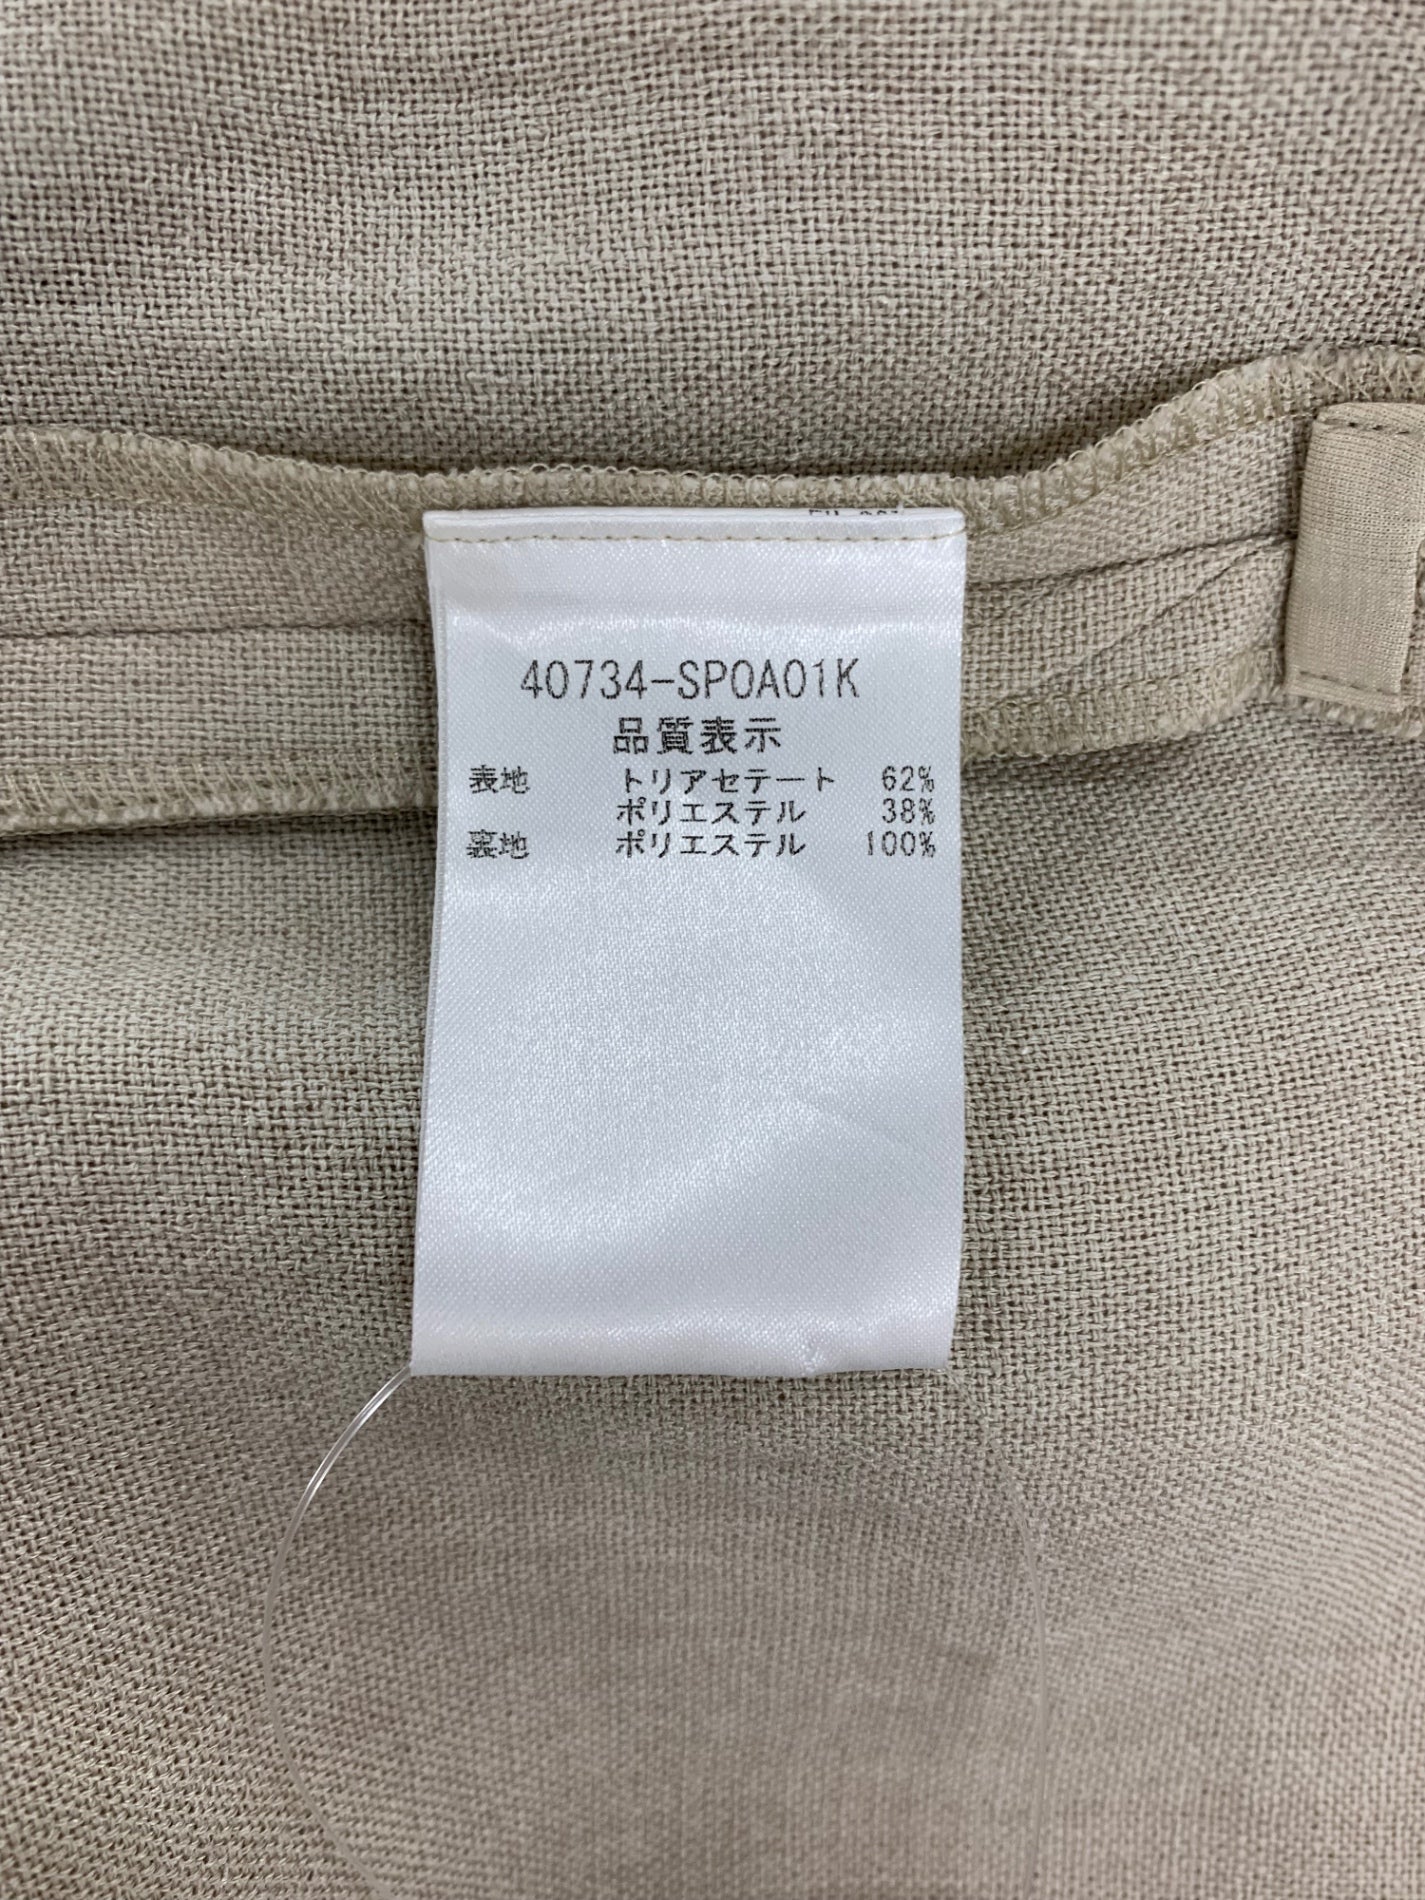 40734-SP0A01K
品質表示
表地 トリアセテート 62%
ポリエステル 38%
裏地 ポリエステル 100%